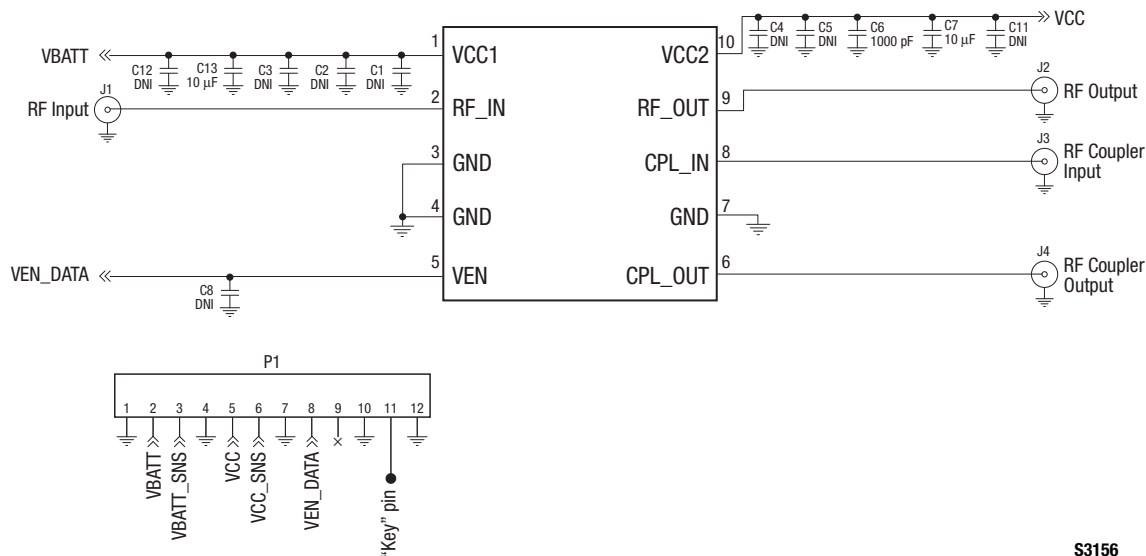 VBATT
C12
DNI
C13
10 µF
C3
DNI
C2
DNI
C1
DNI
1
VCC1
RF Input
J1
2
RF_IN
3
GND
4
GND
VEN_DATA
C8
DNI
5
VEN
10
VCC2
C4
DNI
C5
DNI
C6
1000 pF
C7
10 µF
C11
DNI
VCC
9
RF_OUT
J2
RF Output
8
CPL_IN
J3
RF Coupler
Input
7
GND
6
CPL_OUT
J4
RF Coupler
Output
P1
1 2 3 4 5 6 7 8 9 10 11 12
VBATT
VBATT_SNS
VCC
VCC_SNS
VEN_DATA
"Key" pin
S3156